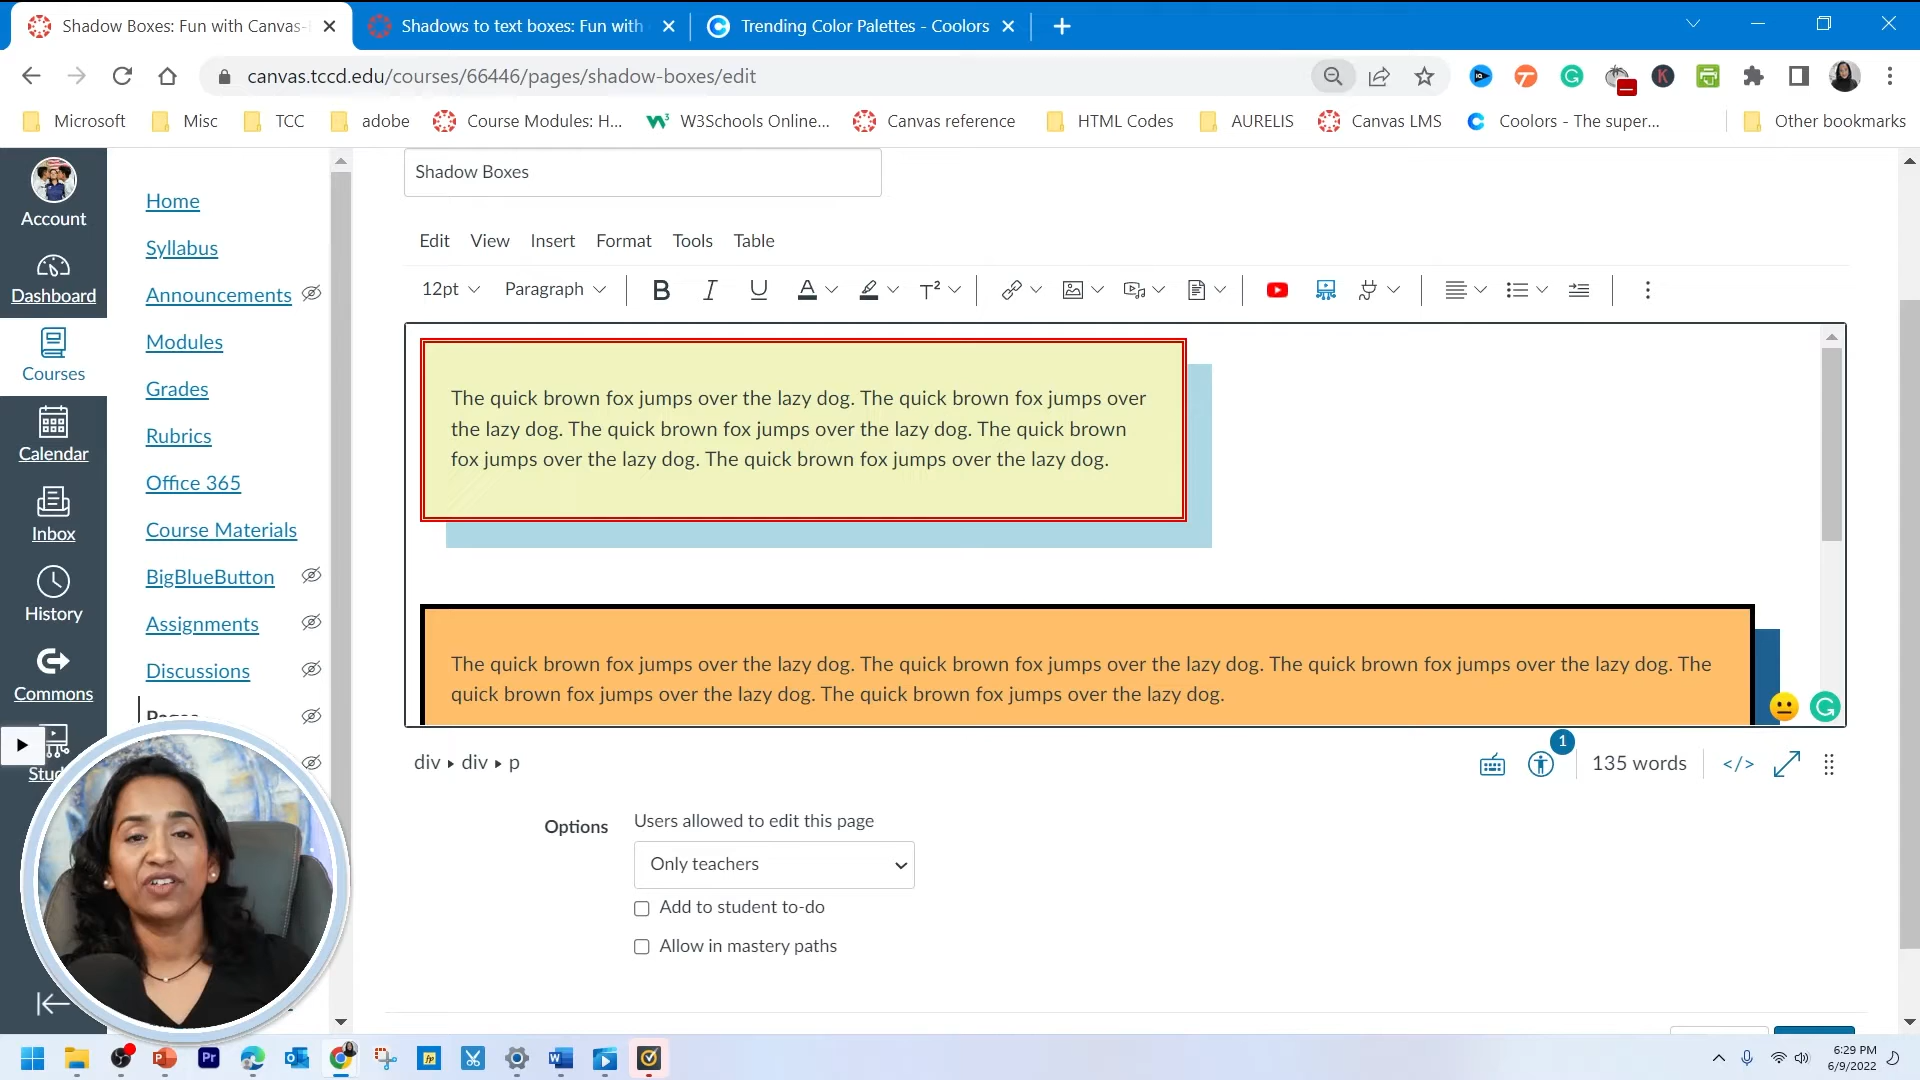 Shadow Boxes: Fun with Canvas-
Shadows to text boxes: Fun with
Trending Color Palettes - Coolors
canvas.tccd.edu/courses/66446/pages/shadow-boxes/edit
Microsoft
Misc
TCC
adobe
Course Modules: H...
W3Schools Online...
Canvas reference
HTML Codes
AURELIS
Canvas LMS
Coolors - The super...
Other bookmarks
Account
Dashboard
Courses
Calendar
Inbox
History
Commons
Home
Syllabus
Announcements
Modules
Grades
Rubrics
Office 365
Course Materials
BigBlueButton
Assignments
Discussions
Pages
Shadow Boxes
Edit View Insert Format Tools Table
12pt Paragraph
The quick brown fox jumps over the lazy dog. The quick brown fox jumps over
the lazy dog. The quick brown fox jumps over the lazy dog. The quick brown
fox jumps over the lazy dog. The quick brown fox jumps over the lazy dog.
The quick brown fox jumps over the lazy dog. The quick brown fox jumps over the lazy dog. The quick brown fox jumps over the lazy dog. The
quick brown fox jumps over the lazy dog. The quick brown fox jumps over the lazy dog.
div ▸ div ▸ p
1
135 words
</>
Options
Users allowed to edit this page
Only teachers
Add to student to-do
Allow in mastery paths
6:29 PM
6/9/2022